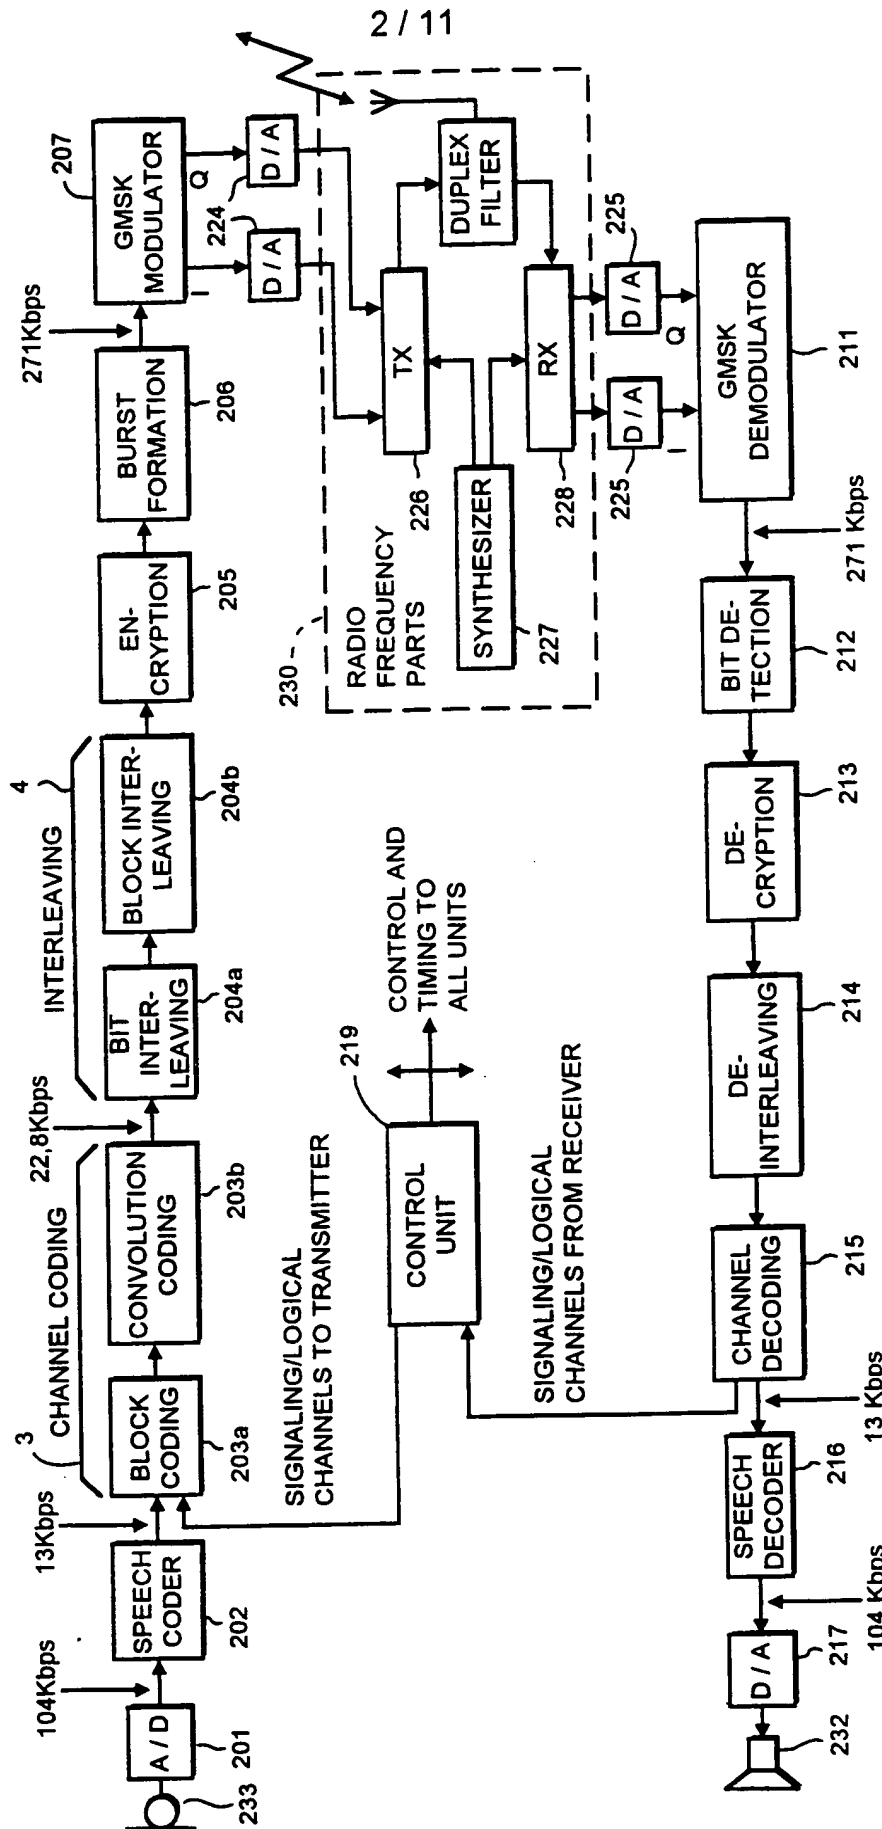 2 / 11
233
A / D
201
104Kbps
SPEECH
CODER
202
13Kbps
3
CHANNEL CODING
BLOCK
CODING
203a
CONVOLUTION
CODING
203b
22,8Kbps
4
INTERLEAVING
BIT
INTER-
LEAVING
204a
BLOCK INTER-
LEAVING
204b
EN-
CRYPTION
205
BURST
FORMATION
206
271Kbps
GMSK
MODULATOR
207
I
Q
224
D / A
D / A
230
RADIO
FREQUENCY
PARTS
TX
226
SYNTHESIZER
227
RX
228
DUPLEX
FILTER
225
D / A
D / A
225
I
Q
GMSK
DEMODULATOR
211
271 Kbps
BIT DE-
TECTION
212
DE-
CRYPTION
213
DE-
INTERLEAVING
214
CHANNEL
DECODING
215
13 Kbps
SPEECH
DECODER
216
104 Kbps
D / A
217
232
SIGNALING/LOGICAL
CHANNELS TO TRANSMITTER
CONTROL
UNIT
219
CONTROL AND
TIMING TO
ALL UNITS
SIGNALING/LOGICAL
CHANNELS FROM RECEIVER